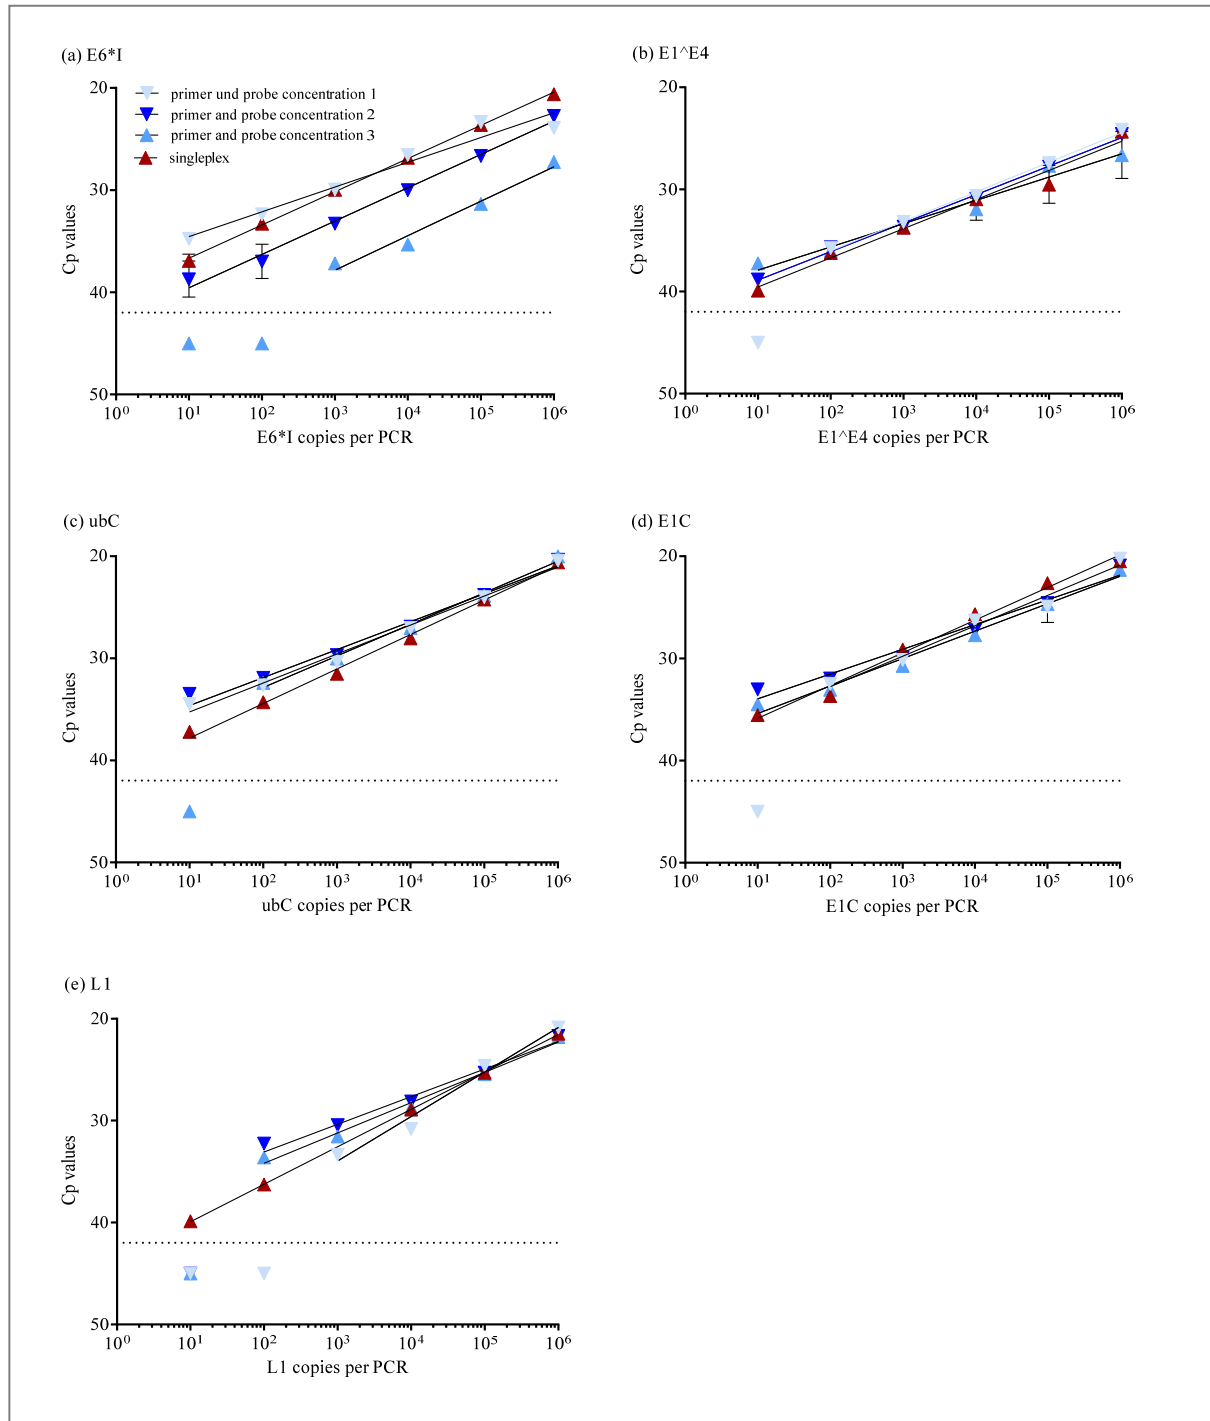 (a) E6*I
20
30
40
50
Cp values
primer und probe concentration 1
primer and probe concentration 2
primer and probe concentration 3
singleplex
10⁰ 10¹ 10² 10³ 10⁴ 10⁵ 10⁶
E6*I copies per PCR
(b) E1^E4
20
30
40
50
Cp values
10⁰ 10¹ 10² 10³ 10⁴ 10⁵ 10⁶
E1^E4 copies per PCR
(c) ubC
20
30
40
50
Cp values
10⁰ 10¹ 10² 10³ 10⁴ 10⁵ 10⁶
ubC copies per PCR
(d) E1C
20
30
40
50
Cp values
10⁰ 10¹ 10² 10³ 10⁴ 10⁵ 10⁶
E1C copies per PCR
(e) L1
20
30
40
50
Cp values
10⁰ 10¹ 10² 10³ 10⁴ 10⁵ 10⁶
L1 copies per PCR